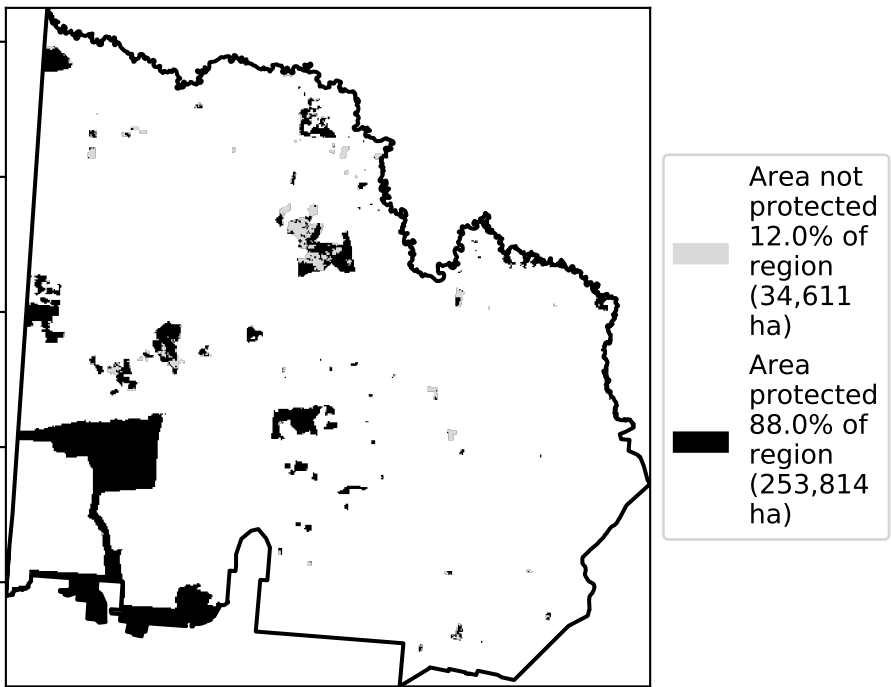 Area not
protected
12.0% of
region
(34,611
ha)
Area
protected
88.0% of
region
(253,814
ha)